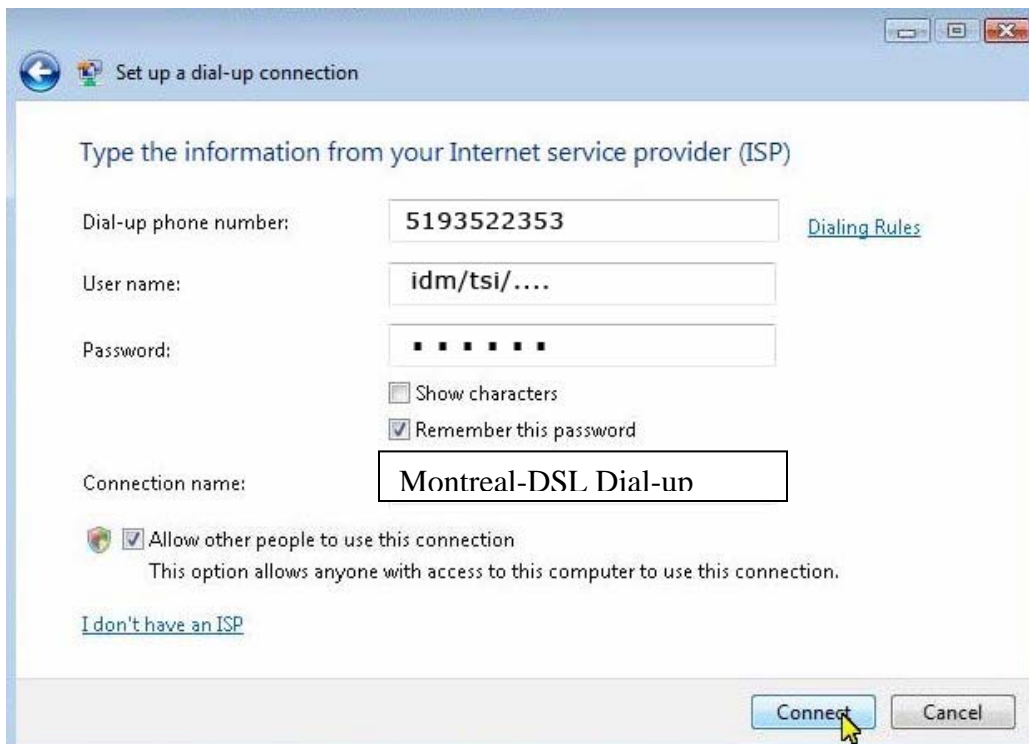 Set up a dial-up connection
Type the information from your Internet service provider (ISP)
Dial-up phone number: 5193522353 Dialing Rules
User name: idm/tsi/....
Password: ▪ ▪ ▪ ▪ ▪ ▪
Show characters
Remember this password
Connection name: Montreal-DSL Dial-up
Allow other people to use this connection
This option allows anyone with access to this computer to use this connection.
I don't have an ISP
Connect Cancel